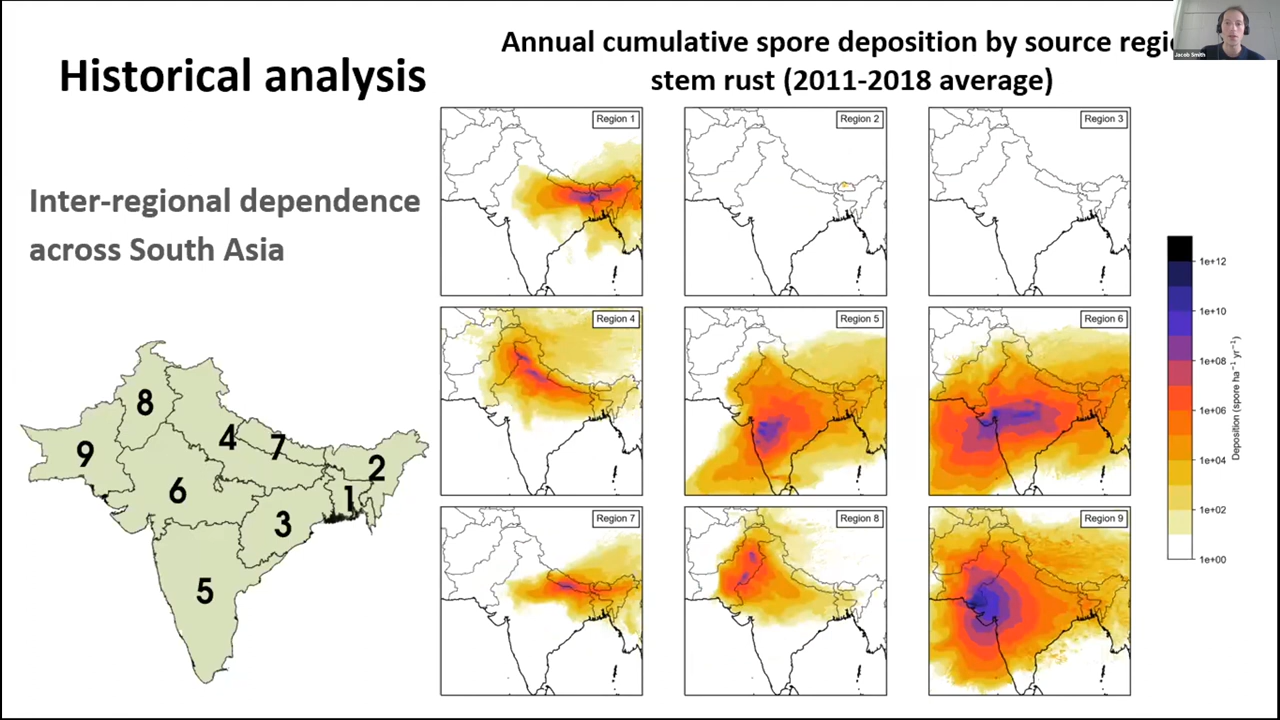 Historical analysis
Inter-regional dependence
across South Asia
8
4
7
9
2
6
1
3
5
Annual cumulative spore deposition by source regi
stem rust (2011-2018 average)
Jacob Smith
Region 1
Region 2
Region 3
Region 4
Region 5
Region 6
Region 7
Region 8
Region 9
1e+12
1e+10
1e+08
1e+06
1e+04
1e+02
1e+00
Deposition (spore ha⁻¹ yr⁻¹)